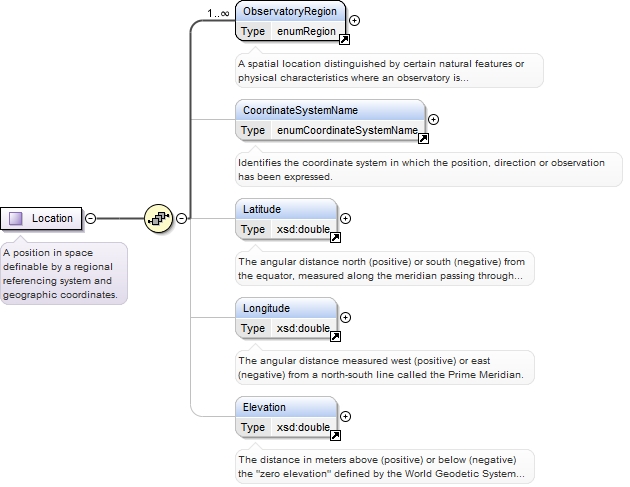 1..∞
ObservatoryRegion
Type enumRegion
A spatial location distinguished by certain natural features or
physical characteristics where an observatory is...
CoordinateSystemName
Type enumCoordinateSystemName
Identifies the coordinate system in which the position, direction or observation
has been expressed.
Location
A position in space
definable by a regional
referencing system and
geographic coordinates.
Latitude
Type xsd:double
The angular distance north (positive) or south (negative) from
the equator, measured along the meridian passing through...
Longitude
Type xsd:double
The angular distance measured west (positive) or east
(negative) from a north-south line called the Prime Meridian.
Elevation
Type xsd:double
The distance in meters above (positive) or below (negative)
the "zero elevation" defined by the World Geodetic System...